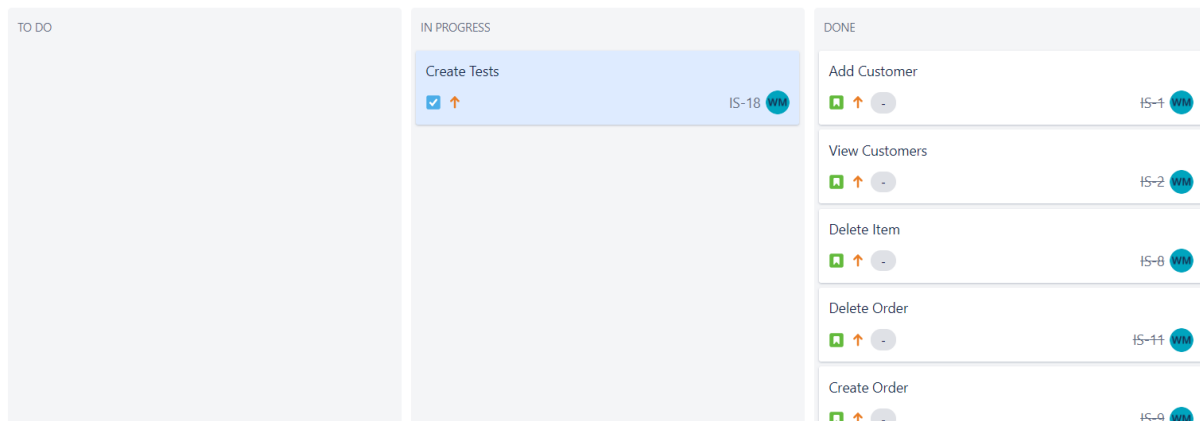 TO DO
IN PROGRESS
Create Tests
IS-18 WM
DONE
Add Customer
- IS-1 WM
View Customers
- IS-2 WM
Delete Item
- IS-8 WM
Delete Order
- IS-11 WM
Create Order
- IS-9 WM